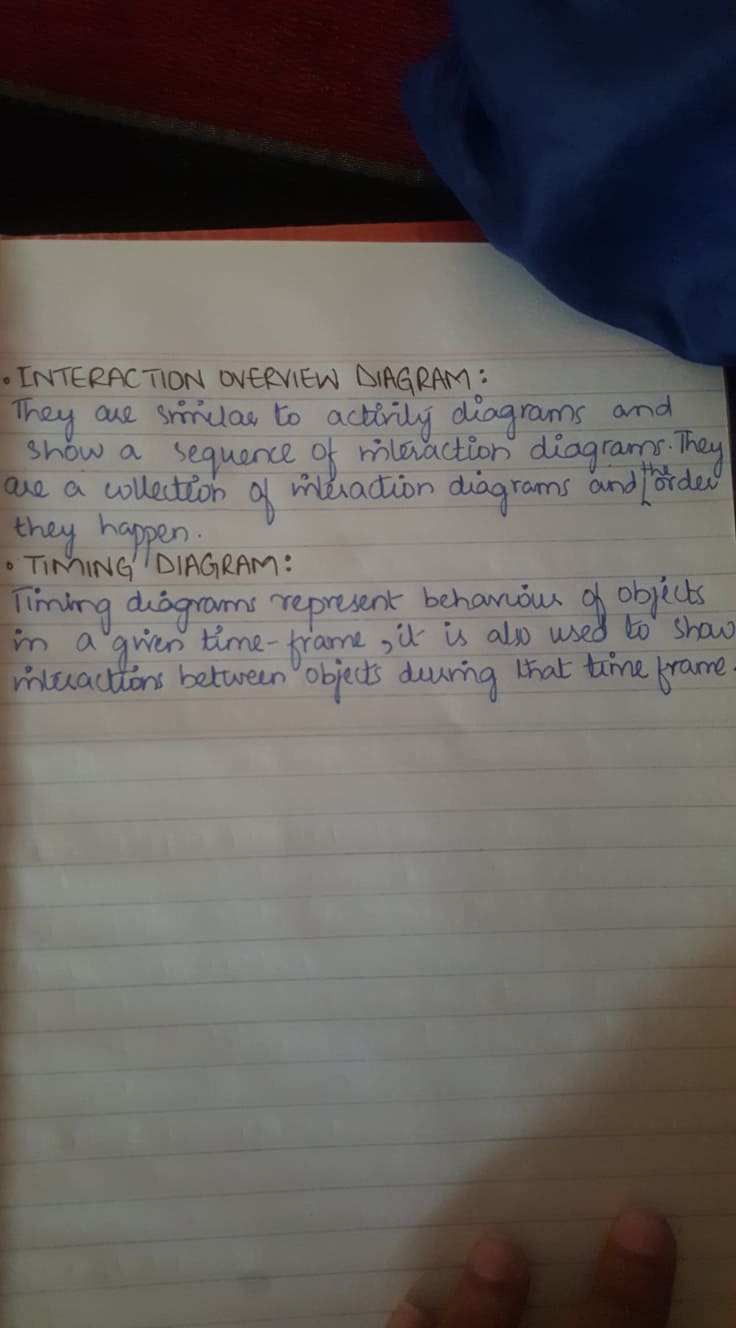 • INTERACTION OVERVIEW DIAGRAM:
They are similar to activity diagrams and
show a sequence of interaction diagrams. They
are a collection of interaction diagrams and the order
they happen.
• TIMING DIAGRAM:
Timing diagrams represent behaviour of objects
in a given time-frame, it is also used to show
interactions between objects during that time frame.